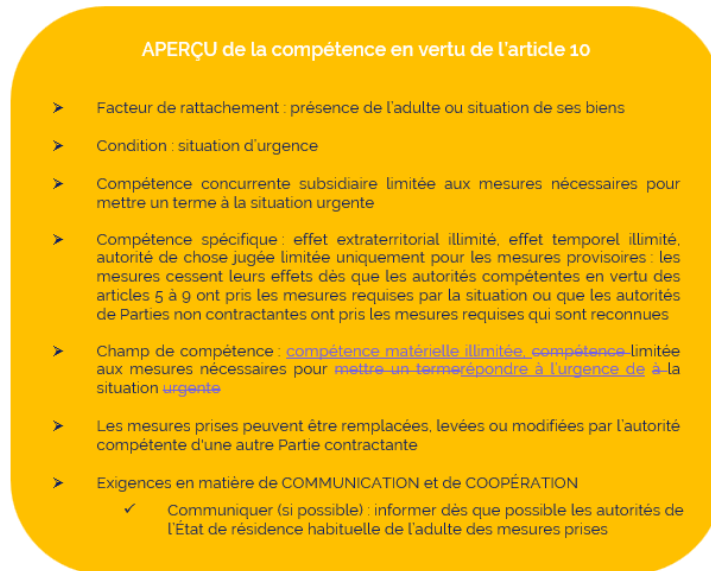 APERÇU de la compétence en vertu de l'article 10
➤ Facteur de rattachement : présence de l'adulte ou situation de ses biens
➤ Condition : situation d'urgence
➤ Compétence concurrente subsidiaire limitée aux mesures nécessaires pour
mettre un terme à la situation urgente
➤ Compétence spécifique : effet extraterritorial illimité, effet temporel illimité,
autorité de chose jugée limitée uniquement pour les mesures provisoires : les
mesures cessent leurs effets dès que les autorités compétentes en vertu des
articles 5 à 9 ont pris les mesures requises par la situation ou que les autorités
de Parties non contractantes ont pris les mesures requises qui sont reconnues
➤ Champ de compétence : compétence matérielle illimitée, compétence limitée
aux mesures nécessaires pour mettre un termerépondre à l'urgence de à la
situation urgente
➤ Les mesures prises peuvent être remplacées, levées ou modifiées par l'autorité
compétente d'une autre Partie contractante
➤ Exigences en matière de COMMUNICATION et de COOPÉRATION
✓ Communiquer (si possible) : informer dès que possible les autorités de
l'État de résidence habituelle de l'adulte des mesures prises